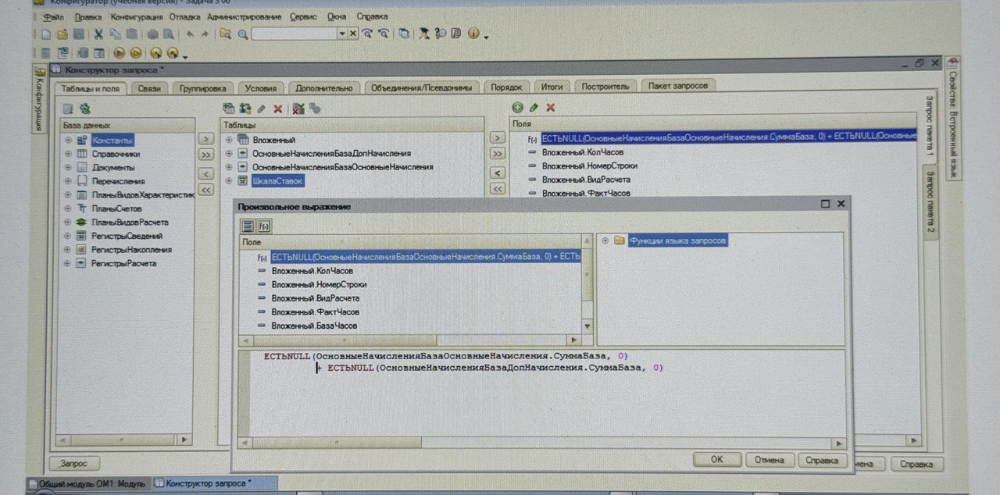 Конфигуратор (учебная версия) - Задача 3 00
Файл Правка Конфигурация Отладка Администрирование Сервис Окна Справка
Конфигурация
Конструктор запроса *
Свойства: Встроенный язык
Таблицы и поля Связи Группировка Условия Дополнительно Объединения/Псевдонимы Порядок Итоги Построитель Пакет запросов
Запрос пакета 1
Запрос пакета 2
База данных
Константы
Справочники
Документы
Перечисления
ПланыВидовХарактеристик
ПланыСчетов
ПланыВидовРасчета
РегистрыСведений
РегистрыНакопления
РегистрыРасчета
> 
>>
<
<<
Таблицы
Вложенный
ОсновныеНачисленияБазаДопНачисления
ОсновныеНачисленияБазаОсновныеНачисления
ШкалаСтавок
>
>>
<
<<
Поля
ЕСТЬNULL(ОсновныеНачисленияБазаОсновныеНачисления.СуммаБаза, 0) + ЕСТЬNULL(Основные
Вложенный.КолЧасов
Вложенный.НомерСтроки
Вложенный.ВидРасчета
Вложенный.ФактЧасов
Произвольное выражение
Поле
ЕСТЬNULL(ОсновныеНачисленияБазаОсновныеНачисления.СуммаБаза, 0) + ЕСТЬ
Вложенный.КолЧасов
Вложенный.НомерСтроки
Вложенный.ВидРасчета
Вложенный.ФактЧасов
Вложенный.БазаЧасов
Функции языка запросов
ЕСТЬNULL(ОсновныеНачисленияБазаОсновныеНачисления.СуммаБаза, 0)
+ ЕСТЬNULL(ОсновныеНачисленияБазаДопНачисления.СуммаБаза, 0)
OK Отмена Справка
Запрос
мена Справка
Общий модуль ОМ1: Модуль Конструктор запроса *